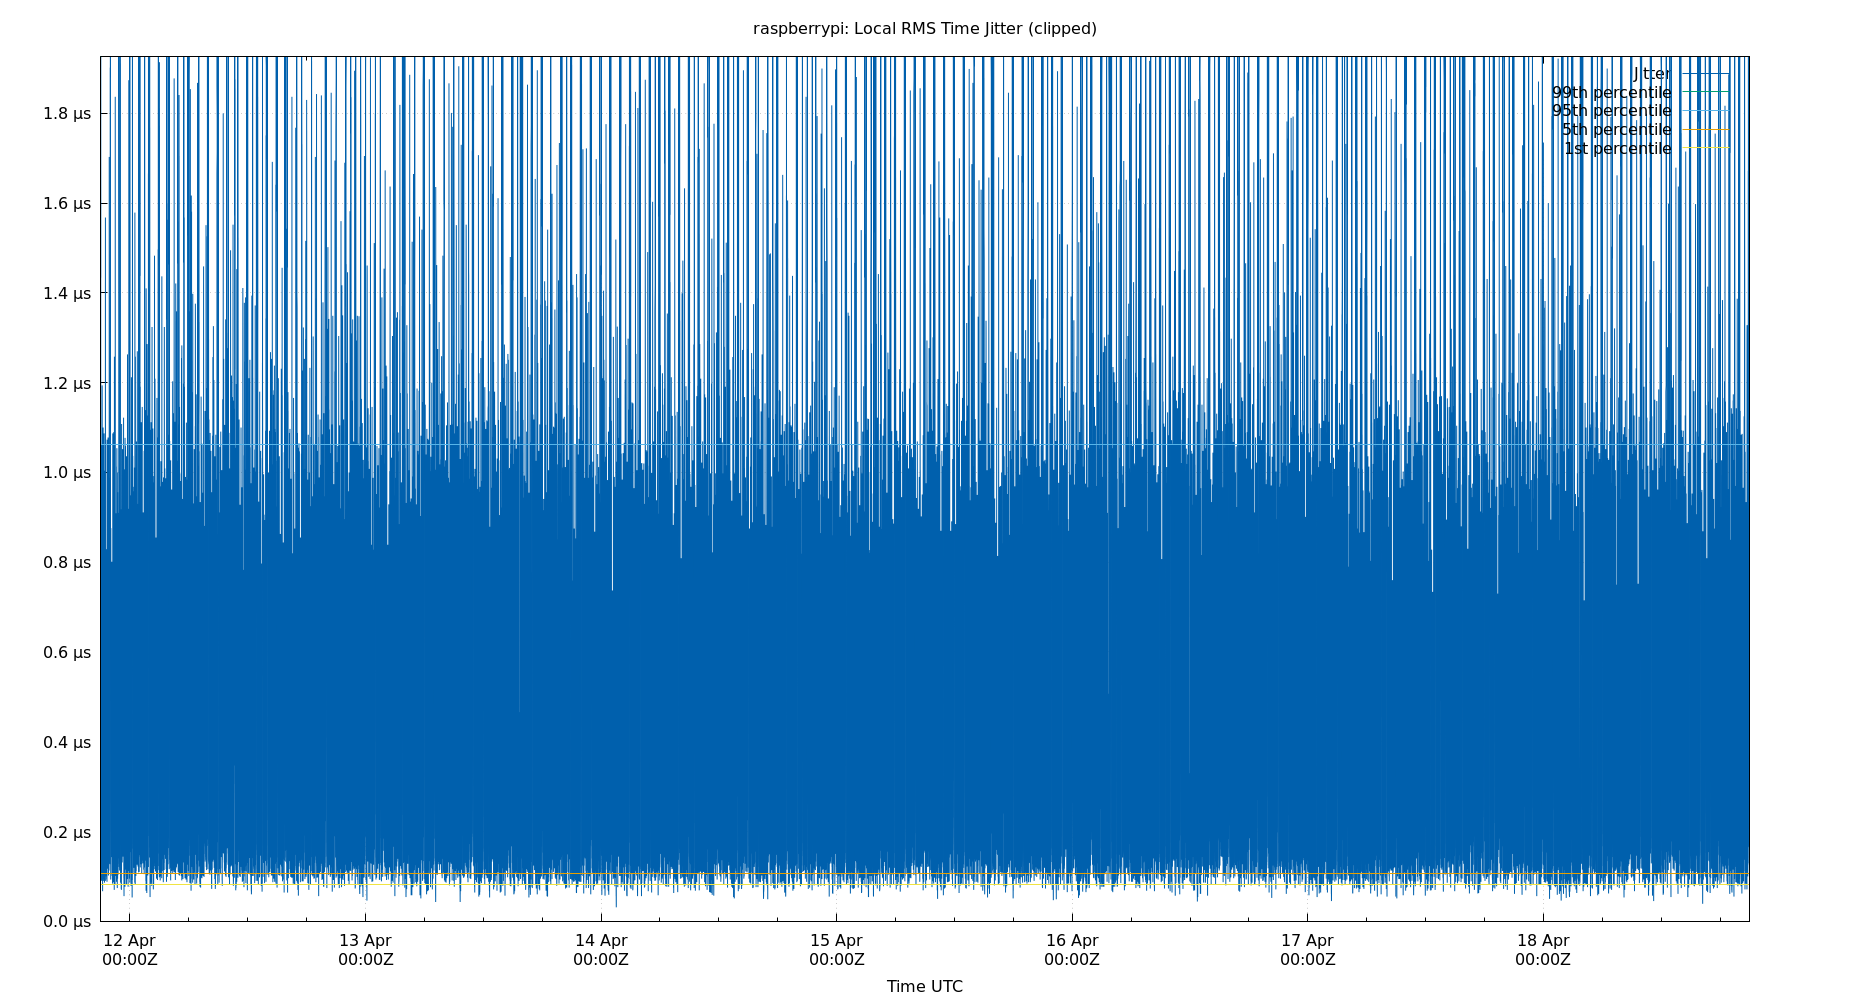 raspberrypi: Local RMS Time Jitter (clipped)
Jitter
99th percentile
95th percentile
5th percentile
1st percentile
1.8 µs
1.6 µs
1.4 µs
1.2 µs
1.0 µs
0.8 µs
0.6 µs
0.4 µs
0.2 µs
0.0 µs
12 Apr 13 Apr 14 Apr 15 Apr 16 Apr 17 Apr 18 Apr
00:00Z 00:00Z 00:00Z 00:00Z 00:00Z 00:00Z 00:00Z
Time UTC